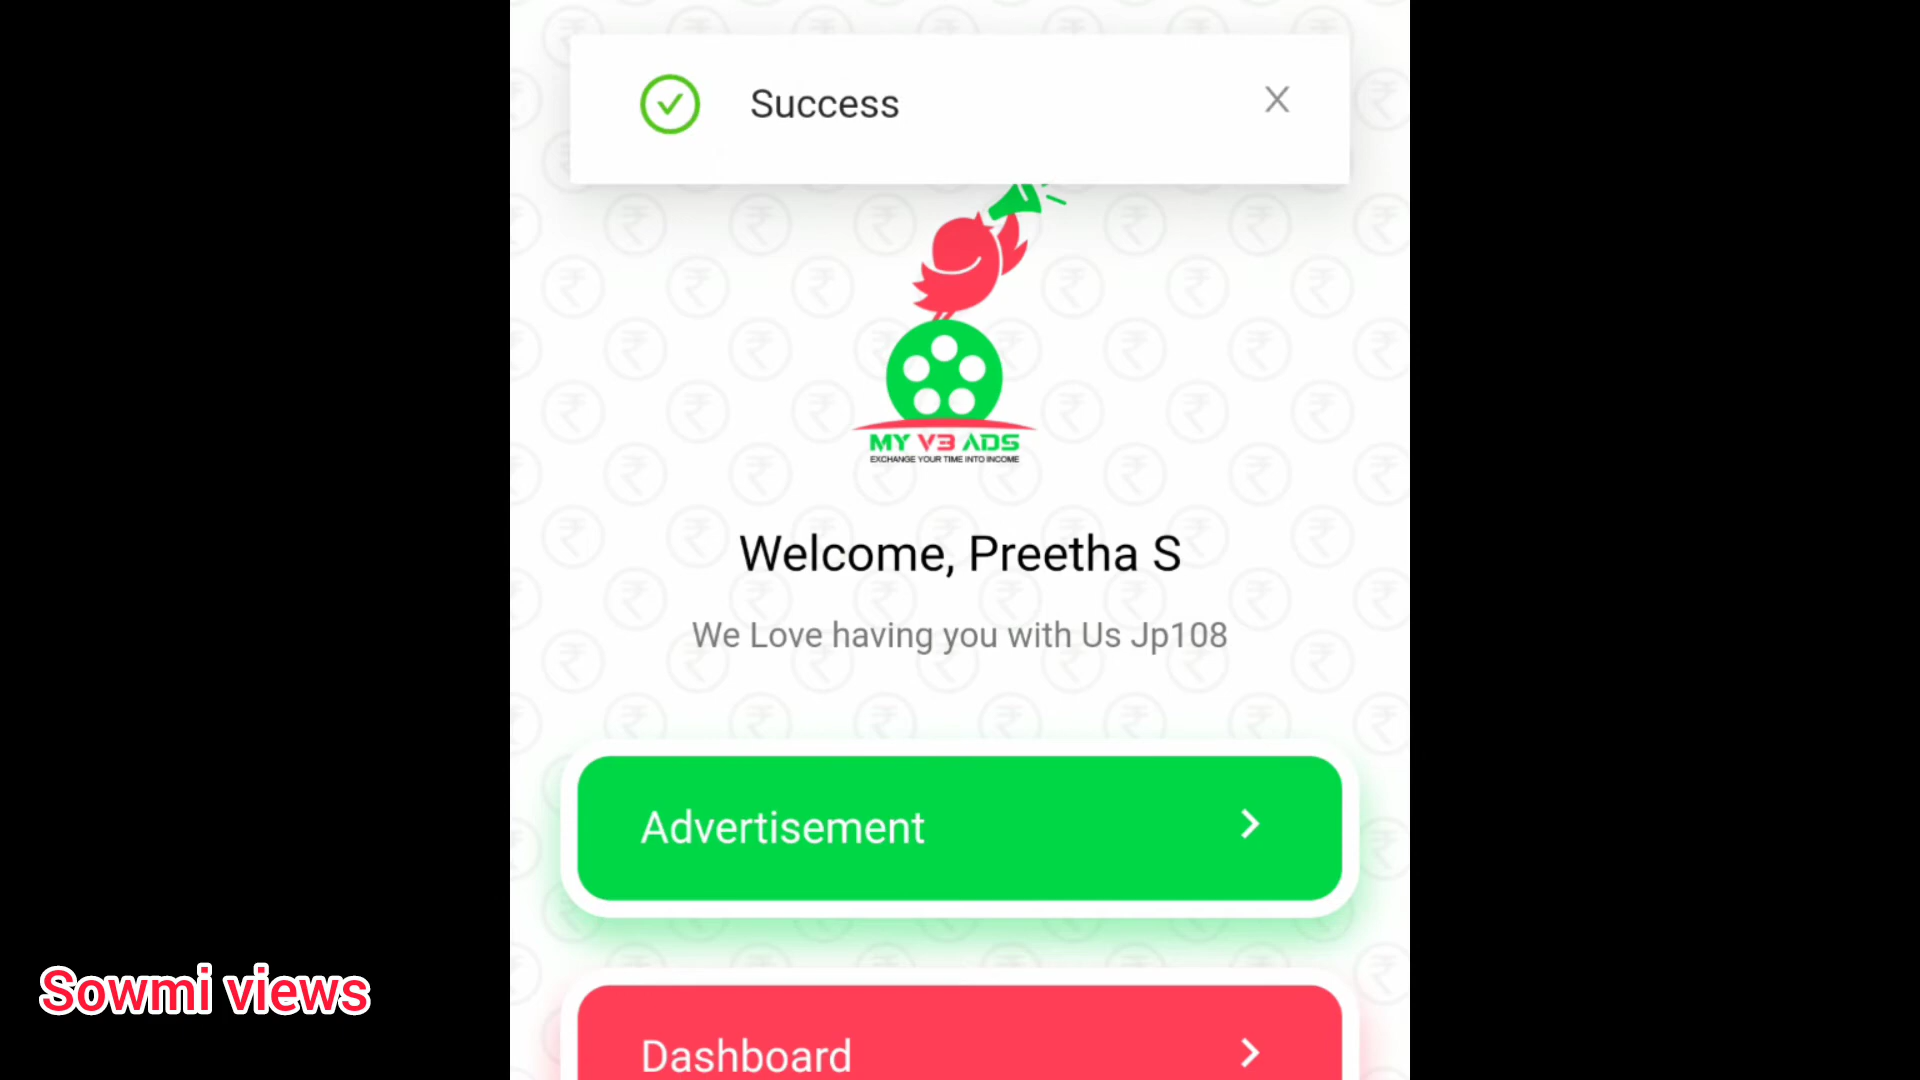 Success
MY V3 ADS
EXCHANGE YOUR TIME INTO INCOME
Welcome, Preetha S
We Love having you with Us Jp108
Advertisement
Dashboard
Sowmi views